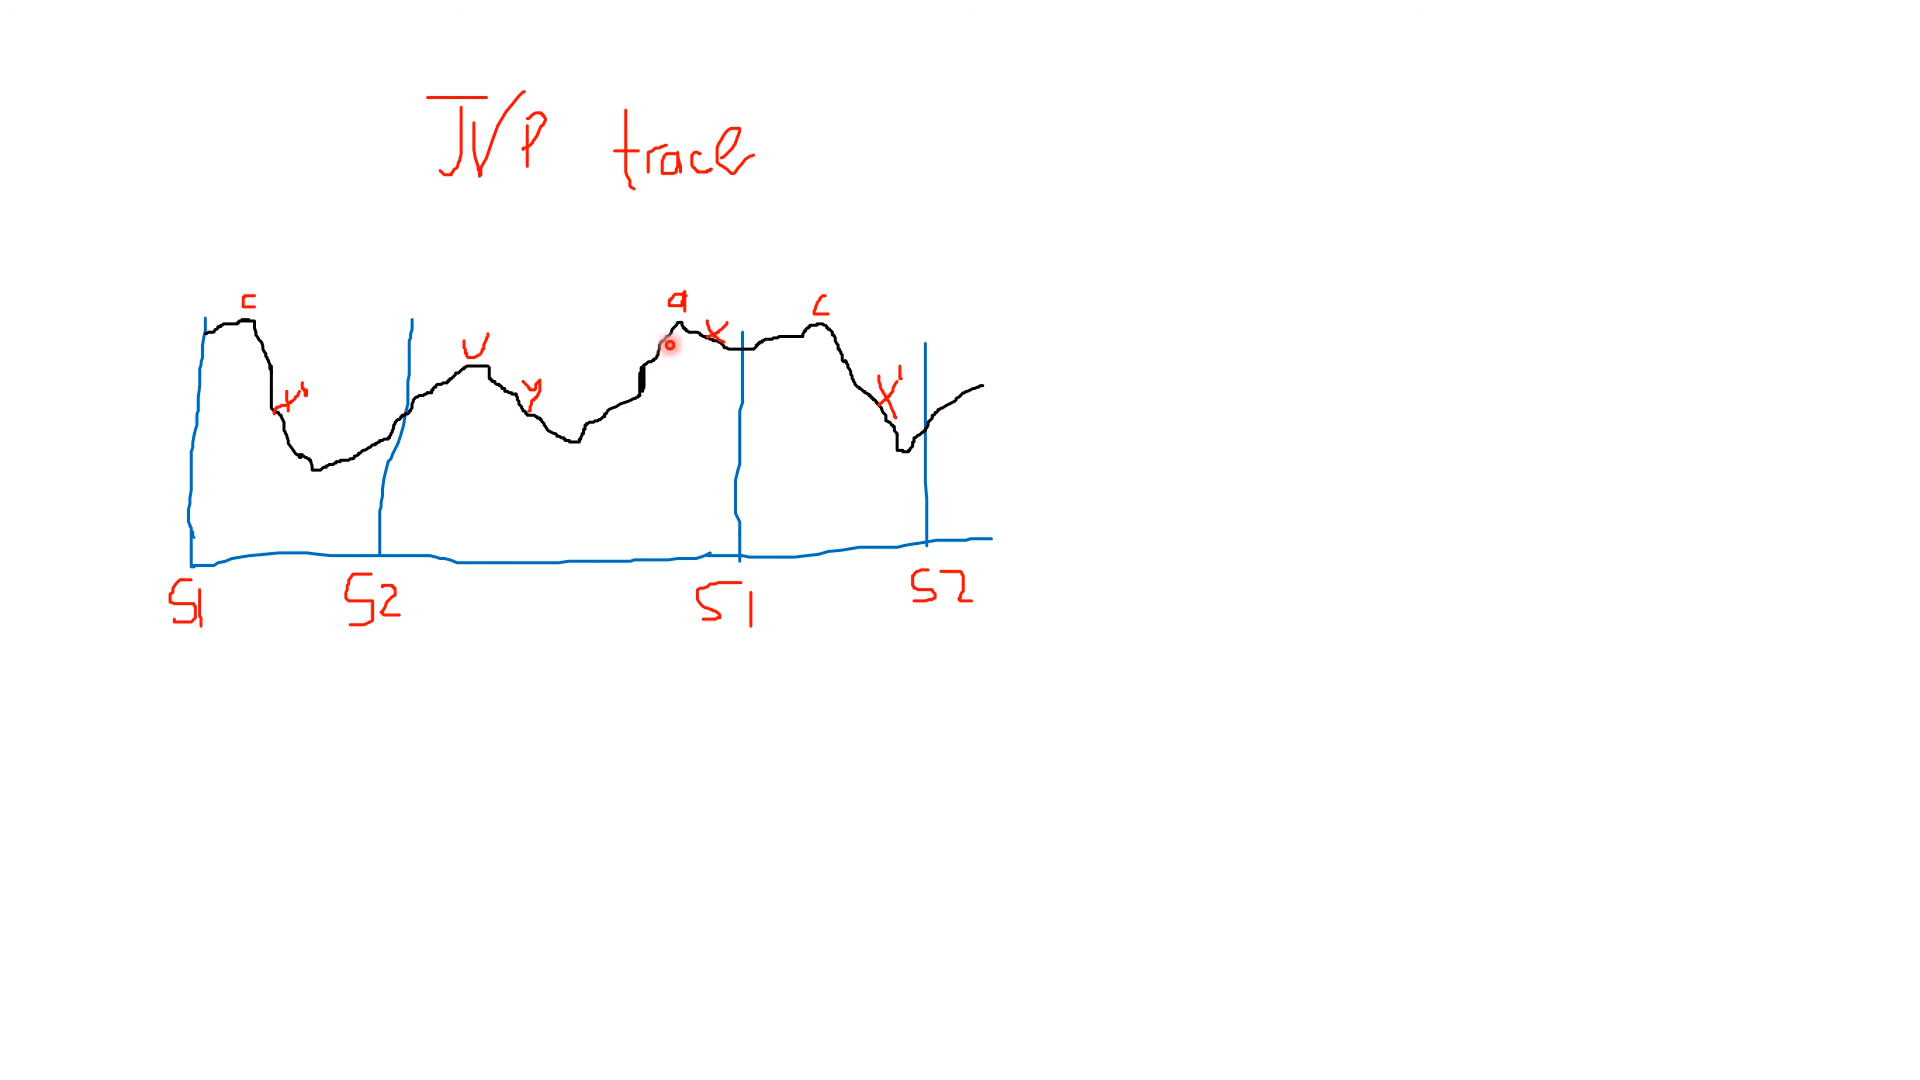 JVP trace
c a c
v x
y x'
x'
S1 S2 S1 S2